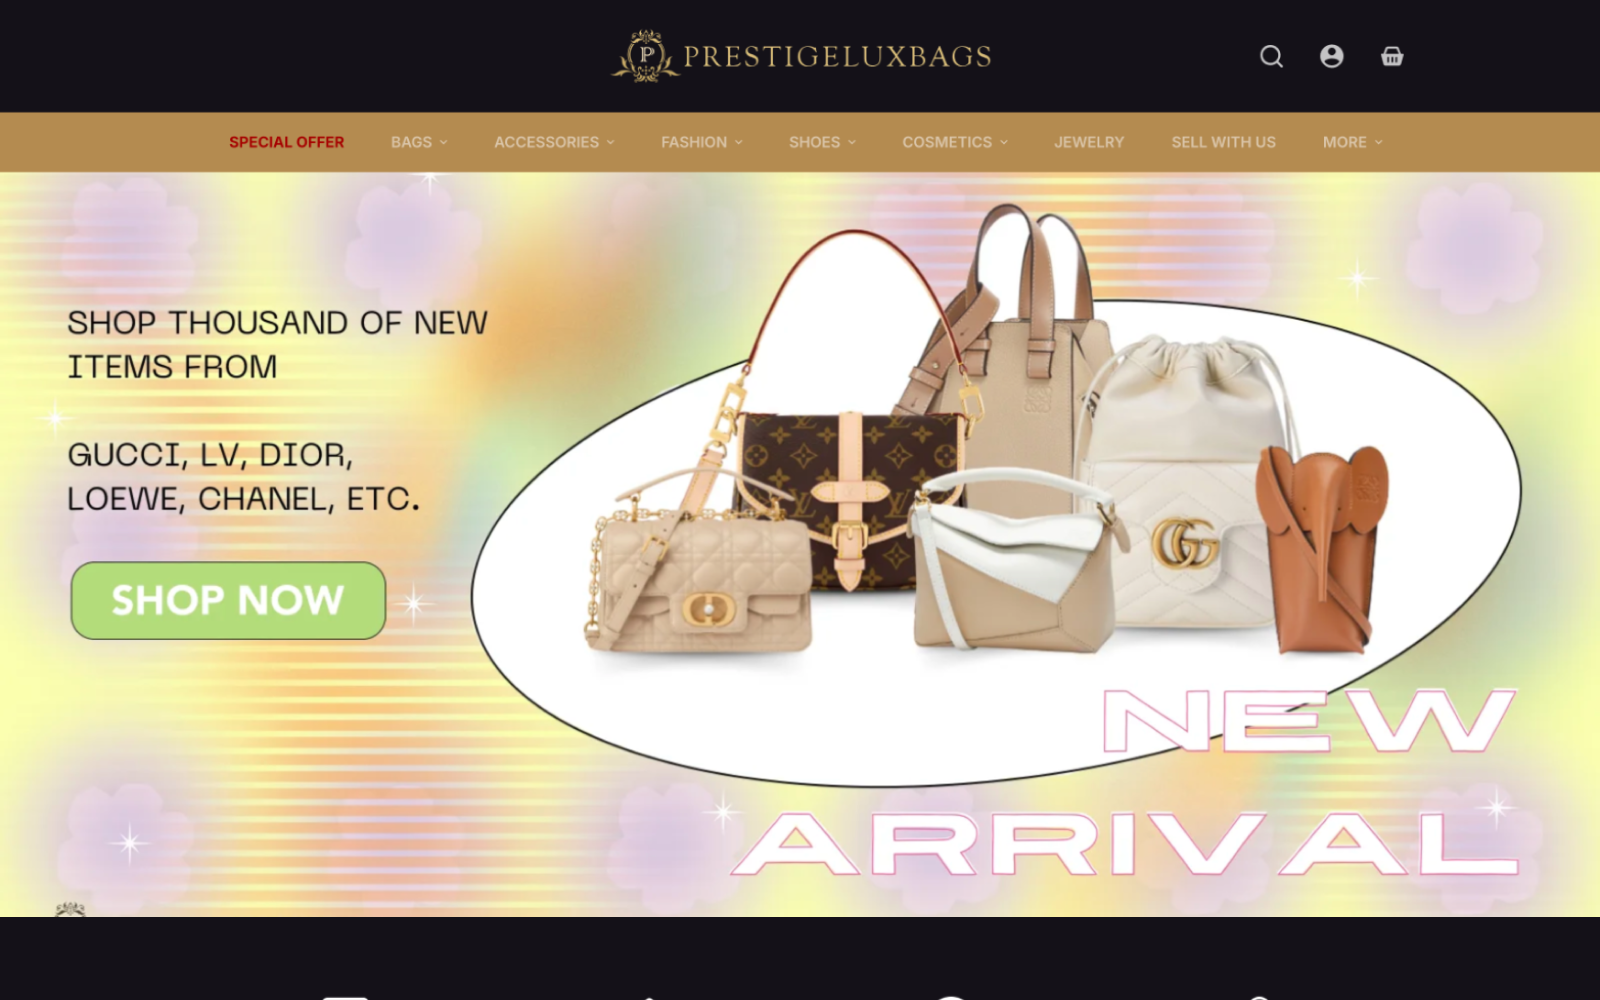 P
PRESTIGELUXBAGS
SPECIAL OFFER
BAGS
ACCESSORIES
FASHION
SHOES
COSMETICS
JEWELRY
SELL WITH US
MORE
SHOP THOUSAND OF NEW
ITEMS FROM
GUCCI, LV, DIOR,
LOEWE, CHANEL, ETC.
SHOP NOW
NEW
ARRIVAL